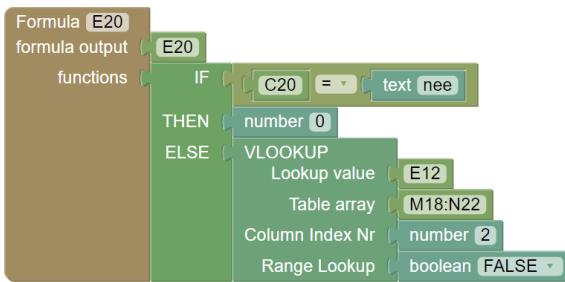 Formula E20
formula output E20
functions IF C20 = text nee
THEN number 0
ELSE VLOOKUP
Lookup value E12
Table array M18:N22
Column Index Nr number 2
Range Lookup boolean FALSE